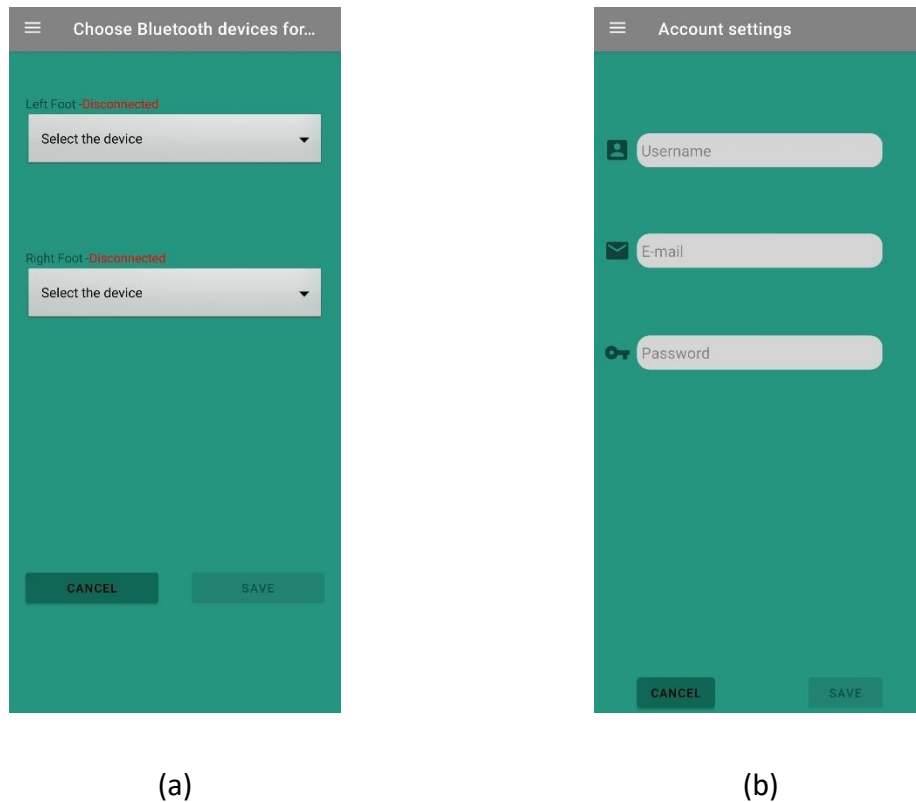 Choose Bluetooth devices for...
Left Foot -Disconnected
Select the device
Right Foot -Disconnected
Select the device
CANCEL SAVE
(a)
Account settings
Username
E-mail
Password
CANCEL SAVE
(b)